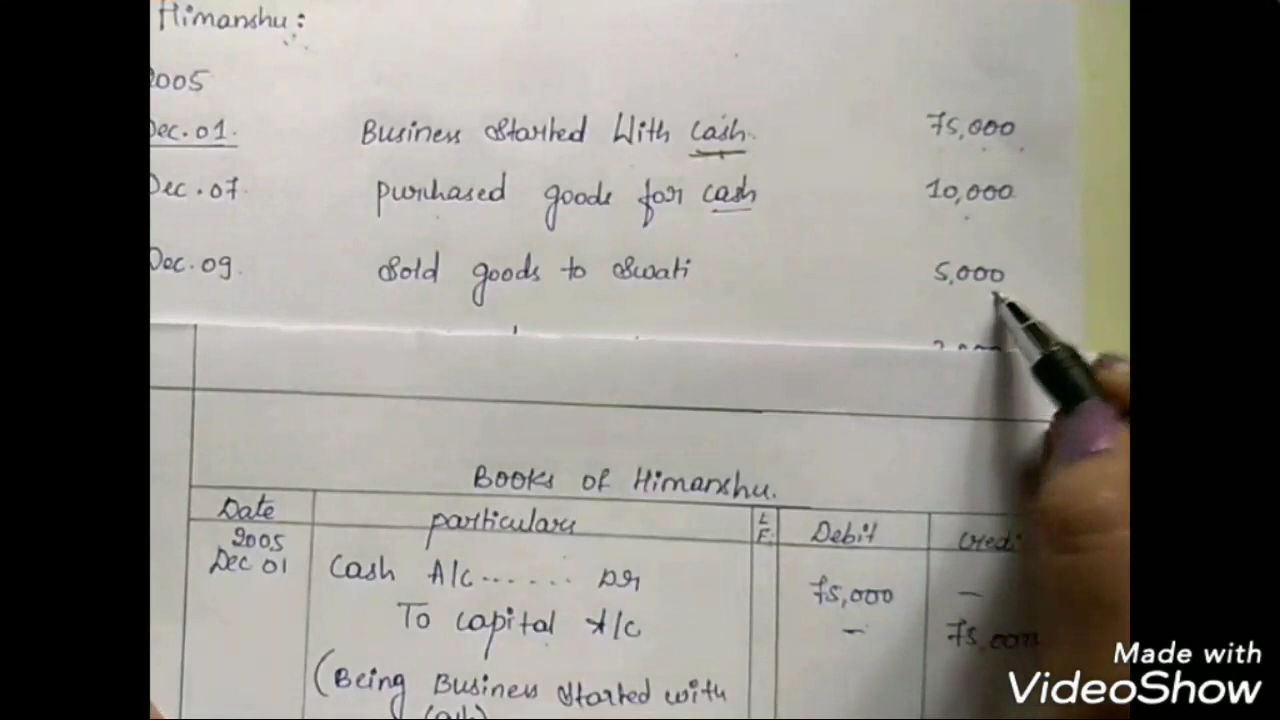 Himanshu:
2005
Dec.01. Business started With cash. 75,000
Dec.07 purchased goods for cash 10,000
Dec.09. Sold goods to Swati 5,000
Books of Himanshu.
Date particulars L F. Debit Credi
2005
Dec 01 Cash A/c...... Dr 75,000 —
To capital A/c — 75,000
(Being Business started with
cash)
Made with
VideoShow